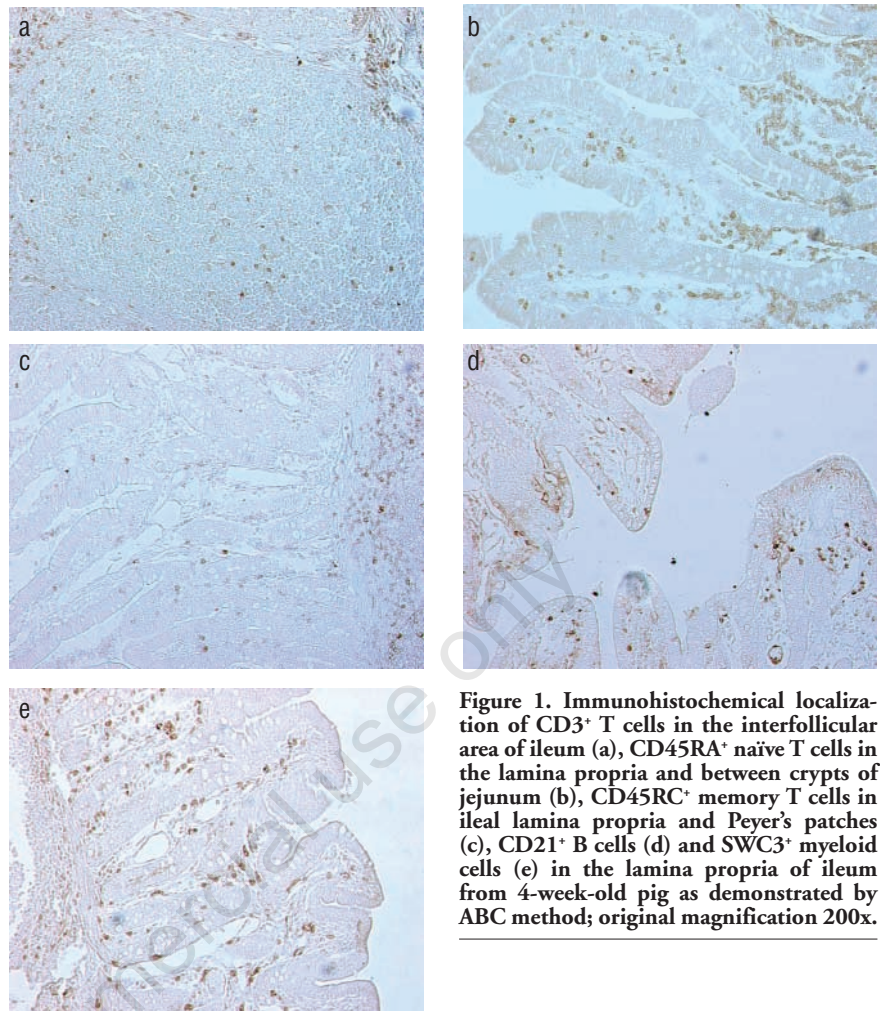 a
b
c
d
e
Figure 1. Immunohistochemical localiza-
tion of CD3+ T cells in the interfollicular
area of ileum (a), CD45RA+ naïve T cells in
the lamina propria and between crypts of
jejunum (b), CD45RC+ memory T cells in
ileal lamina propria and Peyer's patches
(c), CD21+ B cells (d) and SWC3+ myeloid
cells (e) in the lamina propria of ileum
from 4-week-old pig as demonstrated by
ABC method; original magnification 200x.
use only